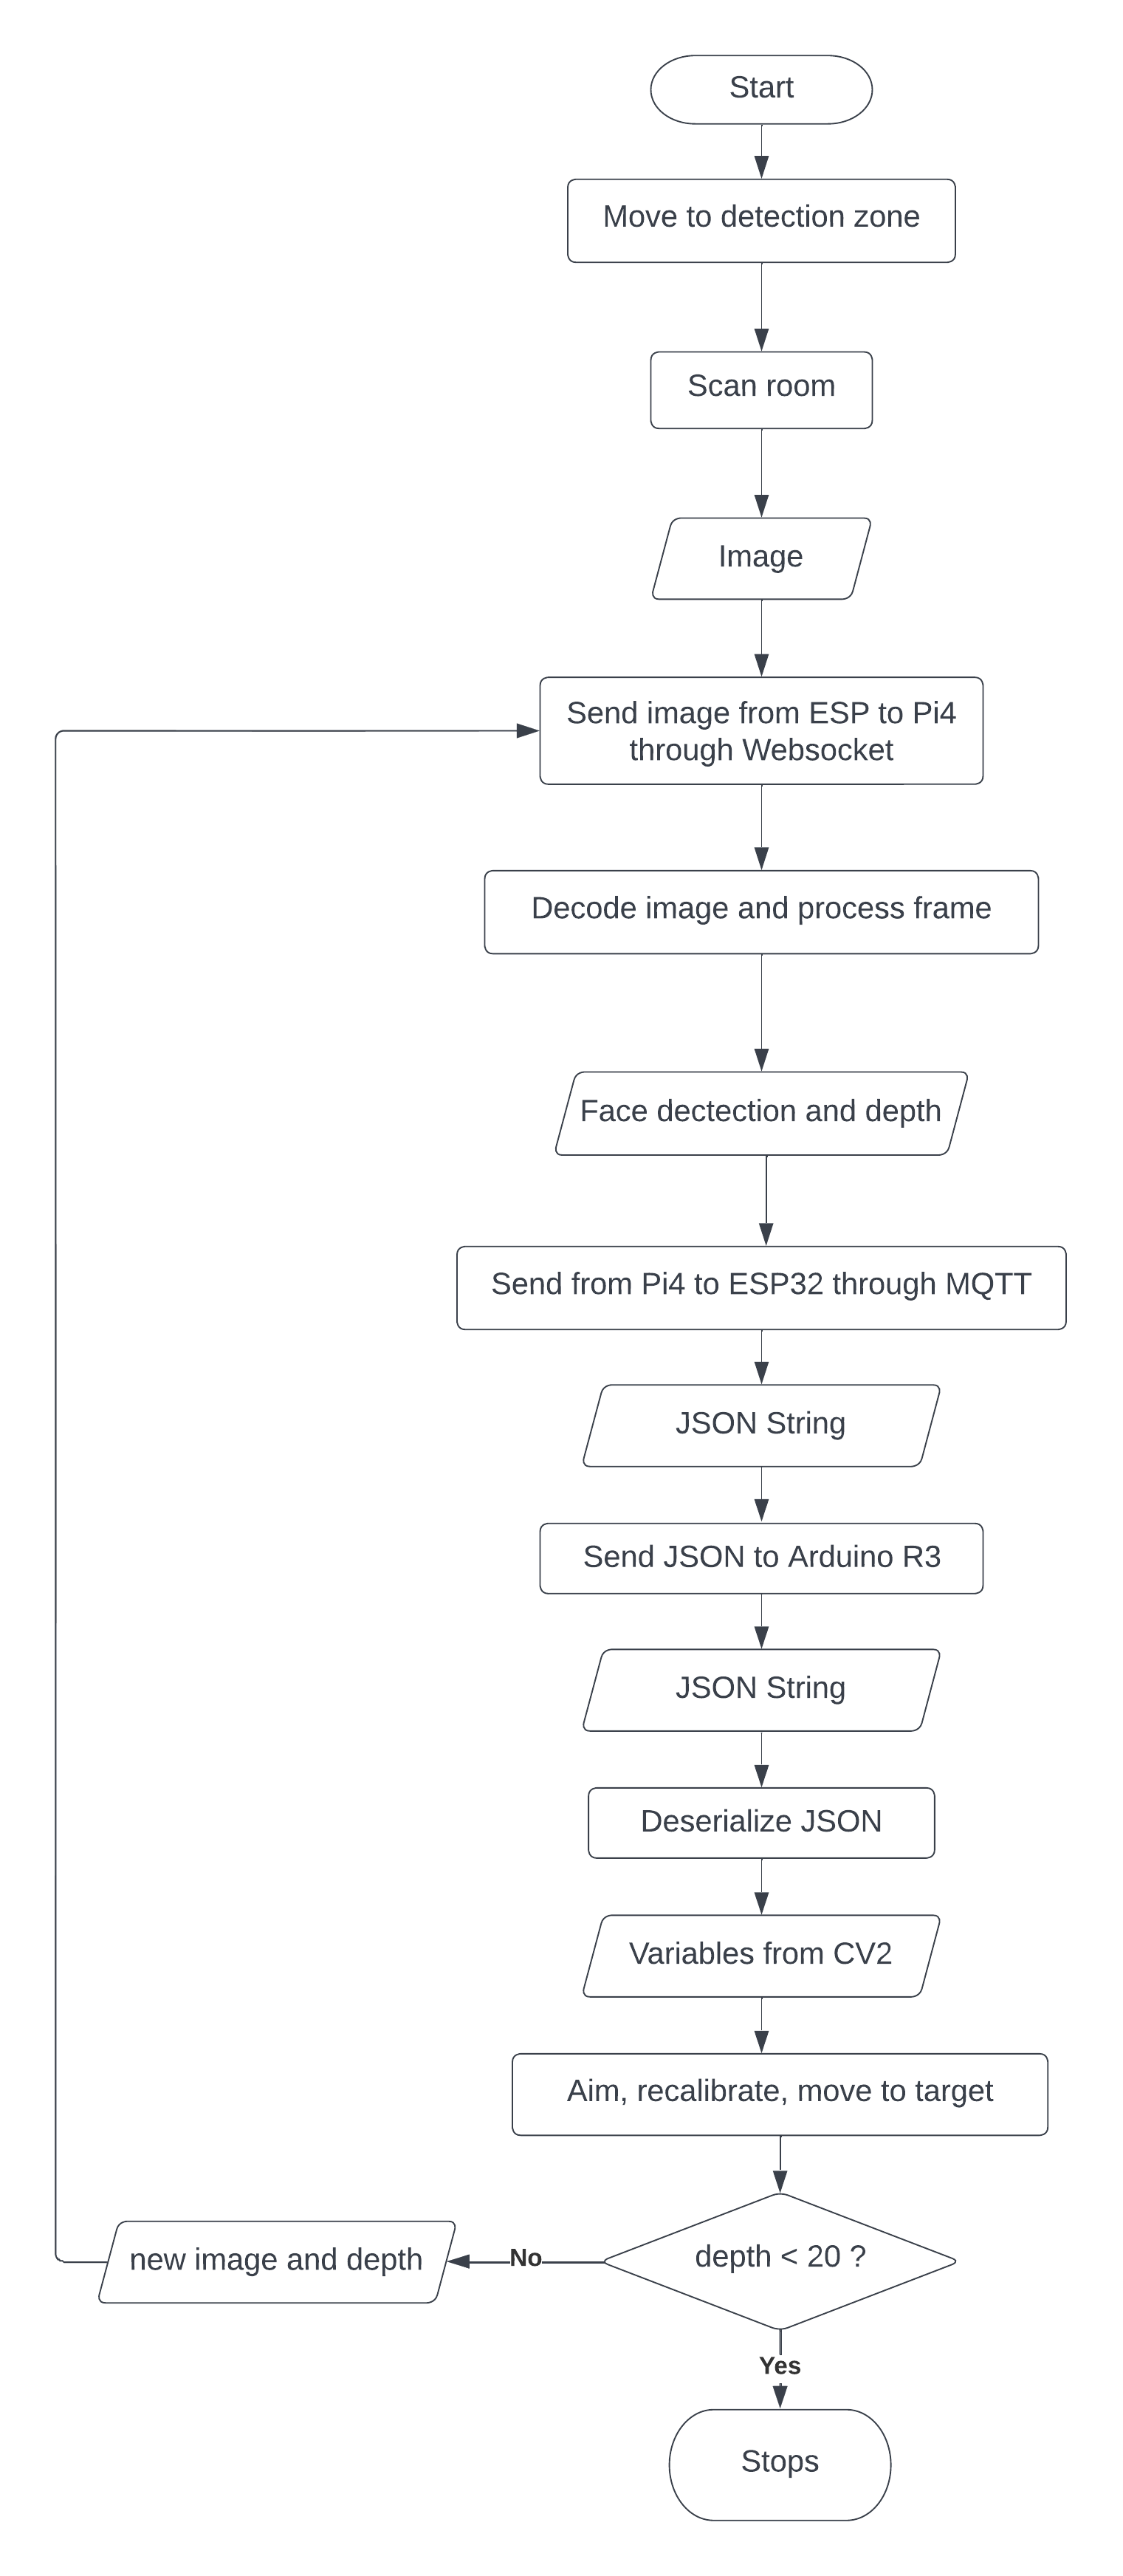 Start
Move to detection zone
Scan room
Image
Send image from ESP to Pi4
through Websocket
Decode image and process frame
Face dectection and depth
Send from Pi4 to ESP32 through MQTT
JSON String
Send JSON to Arduino R3
JSON String
Deserialize JSON
Variables from CV2
Aim, recalibrate, move to target
depth < 20 ?
No
new image and depth
Yes
Stops